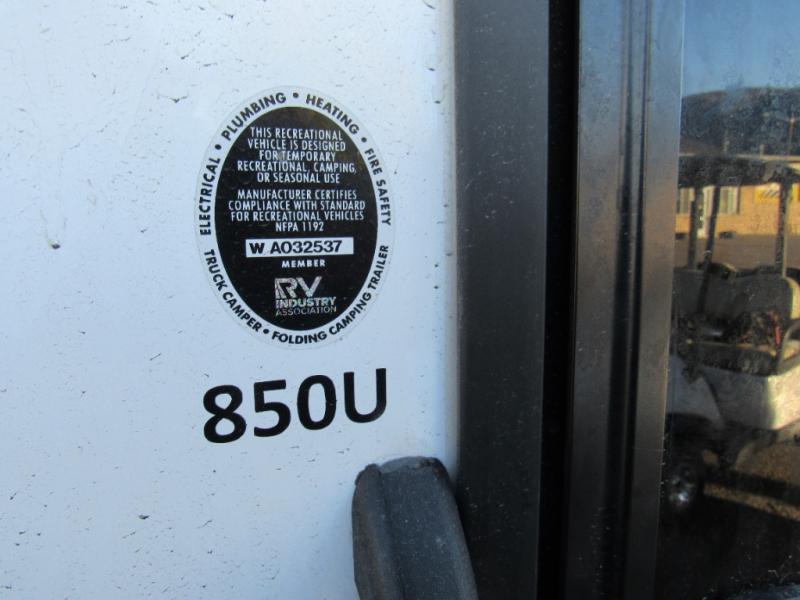 ELECTRICAL • PLUMBING • HEATING • FIRE SAFETY
THIS RECREATIONAL
VEHICLE IS DESIGNED
FOR TEMPORARY
RECREATIONAL, CAMPING,
OR SEASONAL USE
MANUFACTURER CERTIFIES
COMPLIANCE WITH STANDARD
FOR RECREATIONAL VEHICLES
NFPA 1192
W A032537
MEMBER
RV
INDUSTRY
ASSOCIATION
TRUCK CAMPER • FOLDING CAMPING TRAILER
850U